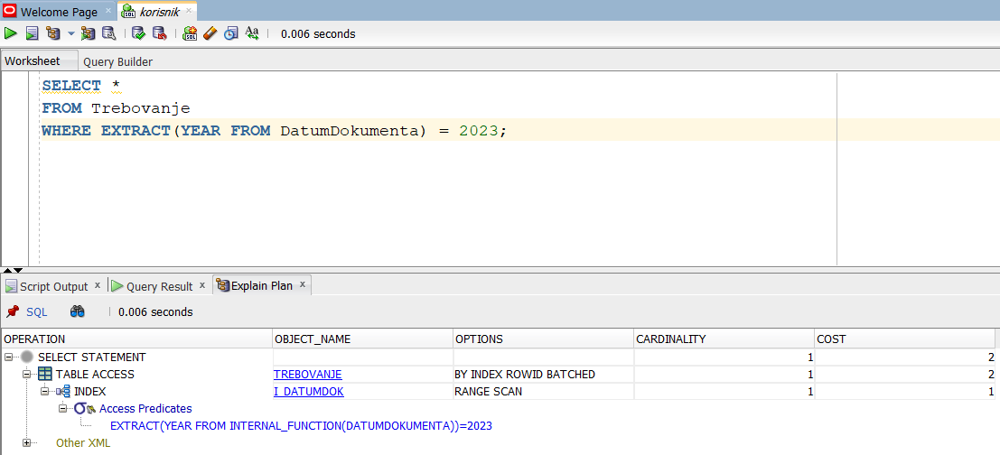 Welcome Page korisnik
0.006 seconds
Worksheet Query Builder
SELECT *
FROM Trebovanje
WHERE EXTRACT(YEAR FROM DatumDokumenta) = 2023;
Script Output x Query Result x Explain Plan x
SQL 0.006 seconds
OPERATION OBJECT_NAME OPTIONS CARDINALITY COST
SELECT STATEMENT 1 2
TABLE ACCESS TREBOVANJE BY INDEX ROWID BATCHED 1 2
INDEX I_DATUMDOK RANGE SCAN 1 1
Access Predicates
EXTRACT(YEAR FROM INTERNAL_FUNCTION(DATUMDOKUMENTA))=2023
Other XML